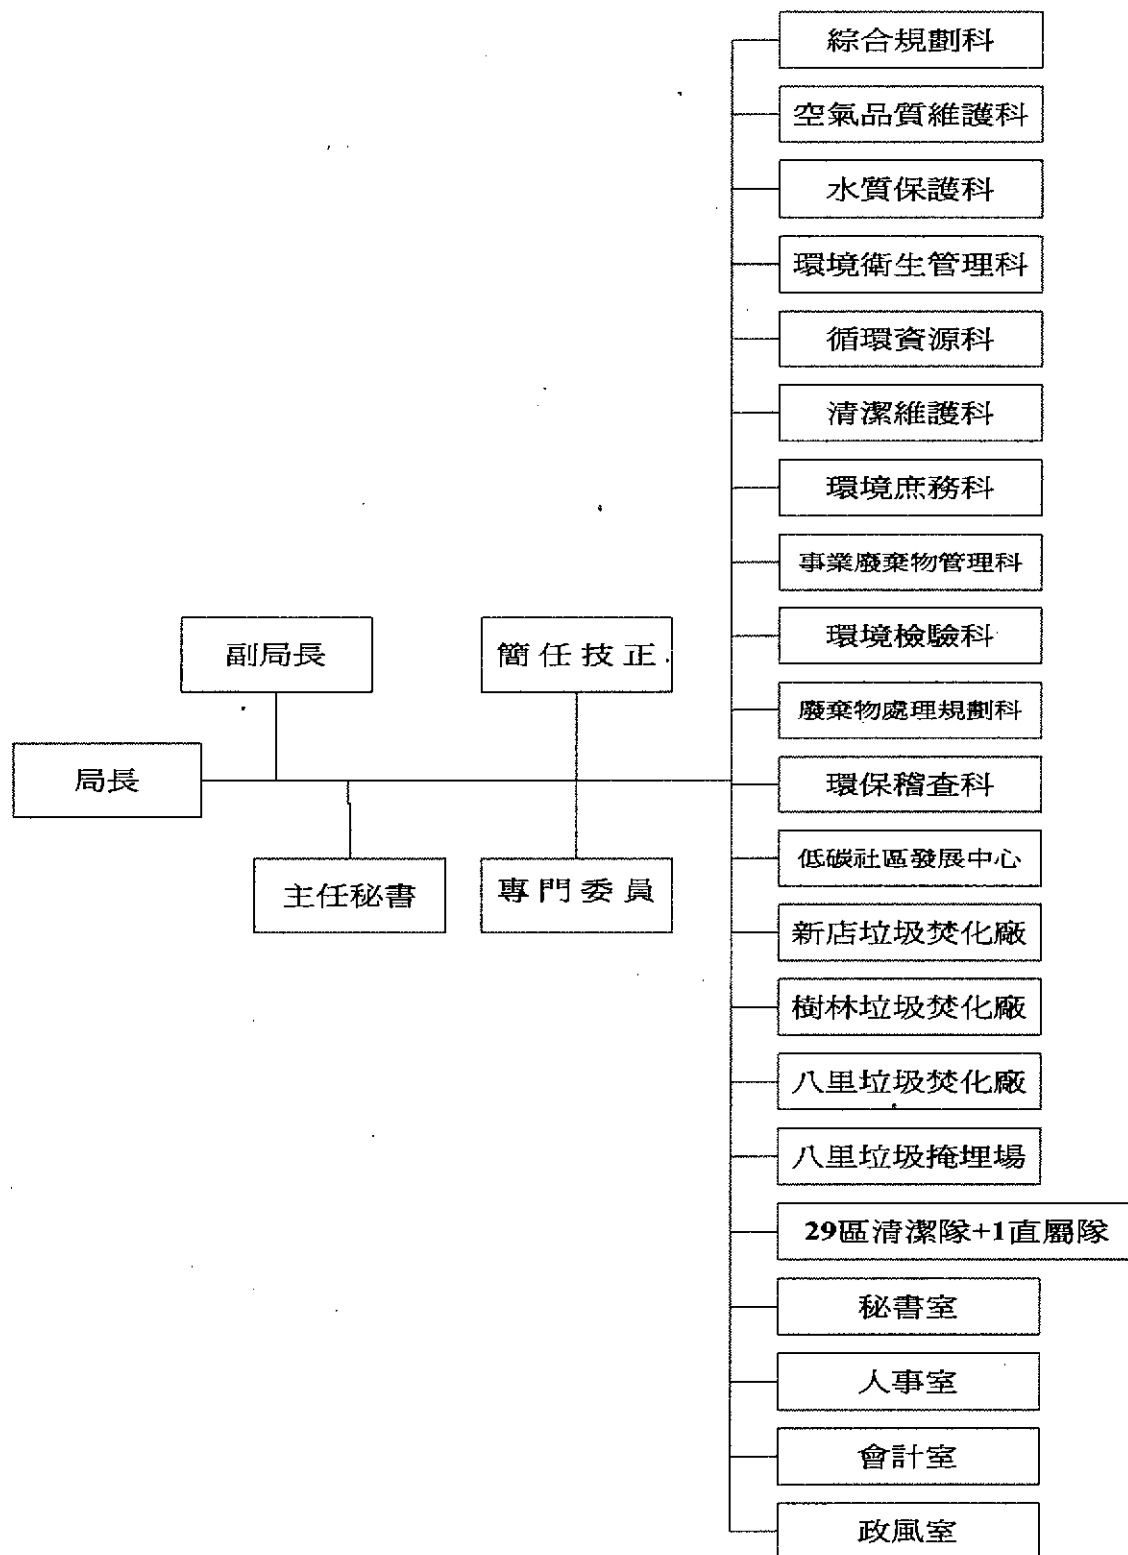 局長
副局長
主任秘書
簡任技正
專門委員
綜合規劃科
空氣品質維護科
水質保護科
環境衛生管理科
循環資源科
清潔維護科
環境庶務科
事業廢棄物管理科
環境檢驗科
廢棄物處理規劃科
環保稽查科
低碳社區發展中心
新店垃圾焚化廠
樹林垃圾焚化廠
八里垃圾焚化廠
八里垃圾掩埋場
29區清潔隊+1直屬隊
秘書室
人事室
會計室
政風室